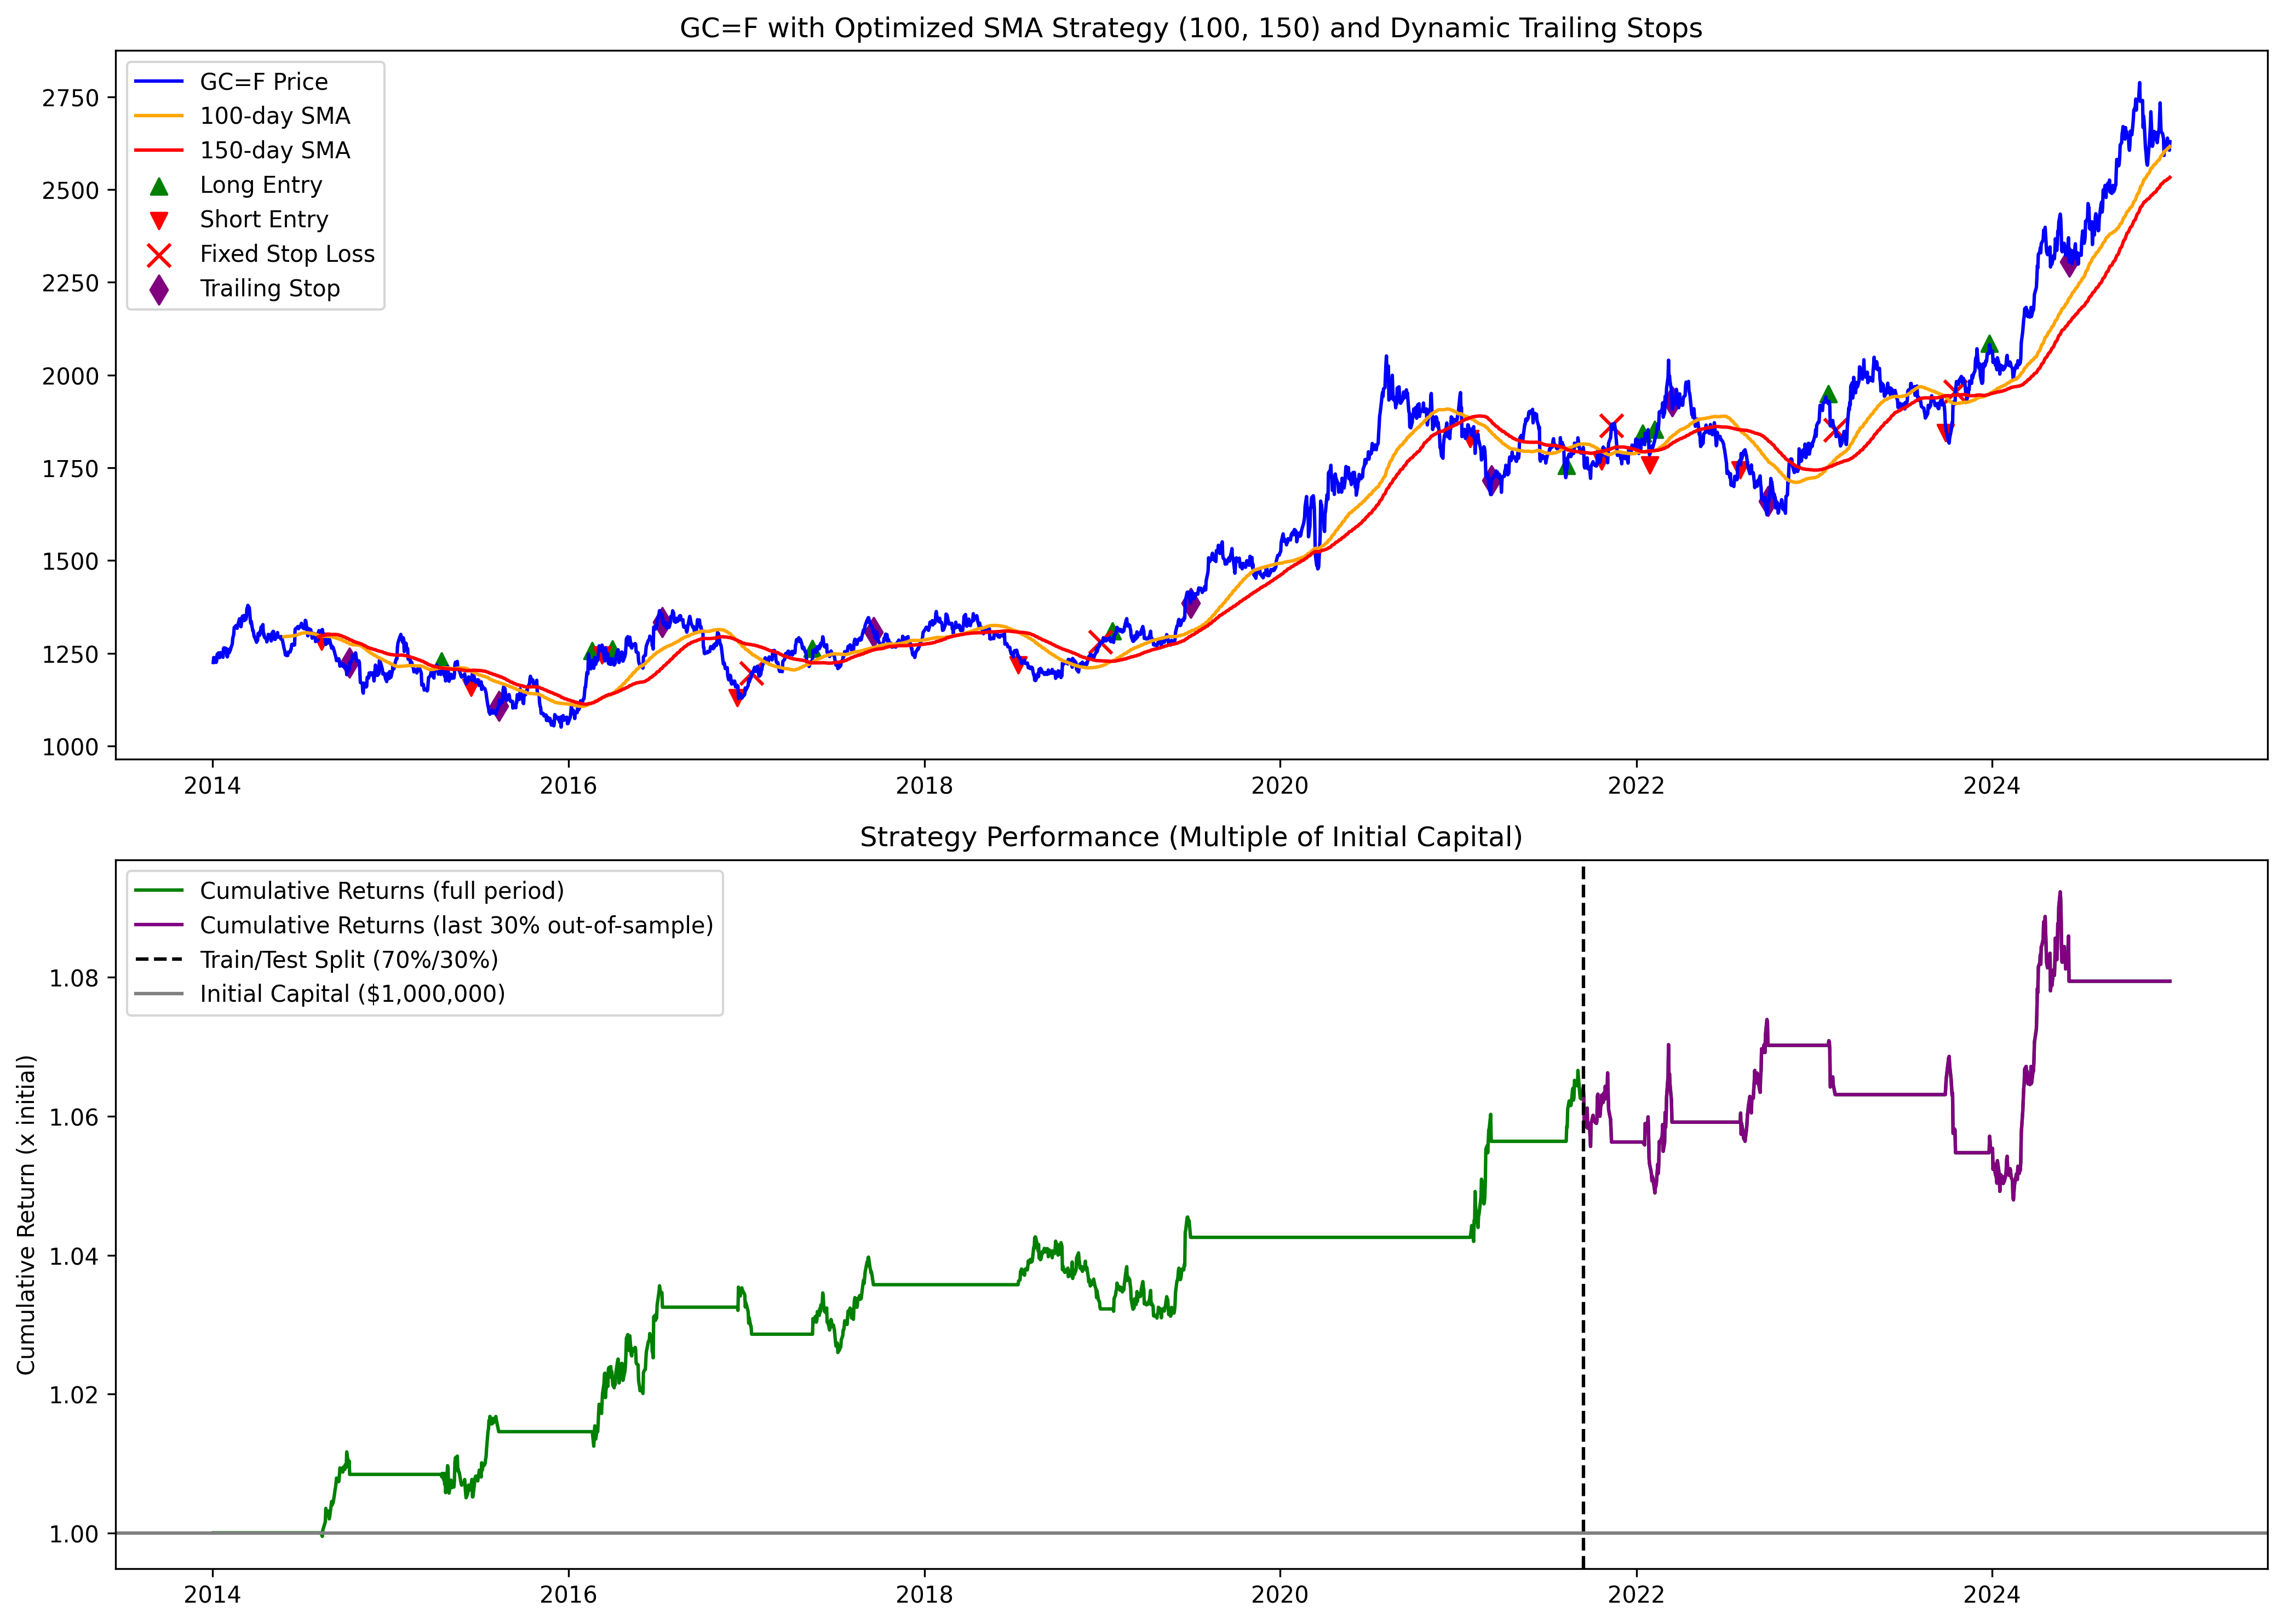 GC=F with Optimized SMA Strategy (100, 150) and Dynamic Trailing Stops
GC=F Price
100-day SMA
150-day SMA
Long Entry
Short Entry
Fixed Stop Loss
Trailing Stop
2750
2500
2250
2000
1750
1500
1250
1000
2014 2016 2018 2020 2022 2024
Strategy Performance (Multiple of Initial Capital)
Cumulative Returns (full period)
Cumulative Returns (last 30% out-of-sample)
Train/Test Split (70%/30%)
Initial Capital ($1,000,000)
Cumulative Return (x initial)
1.08
1.06
1.04
1.02
1.00
2014 2016 2018 2020 2022 2024